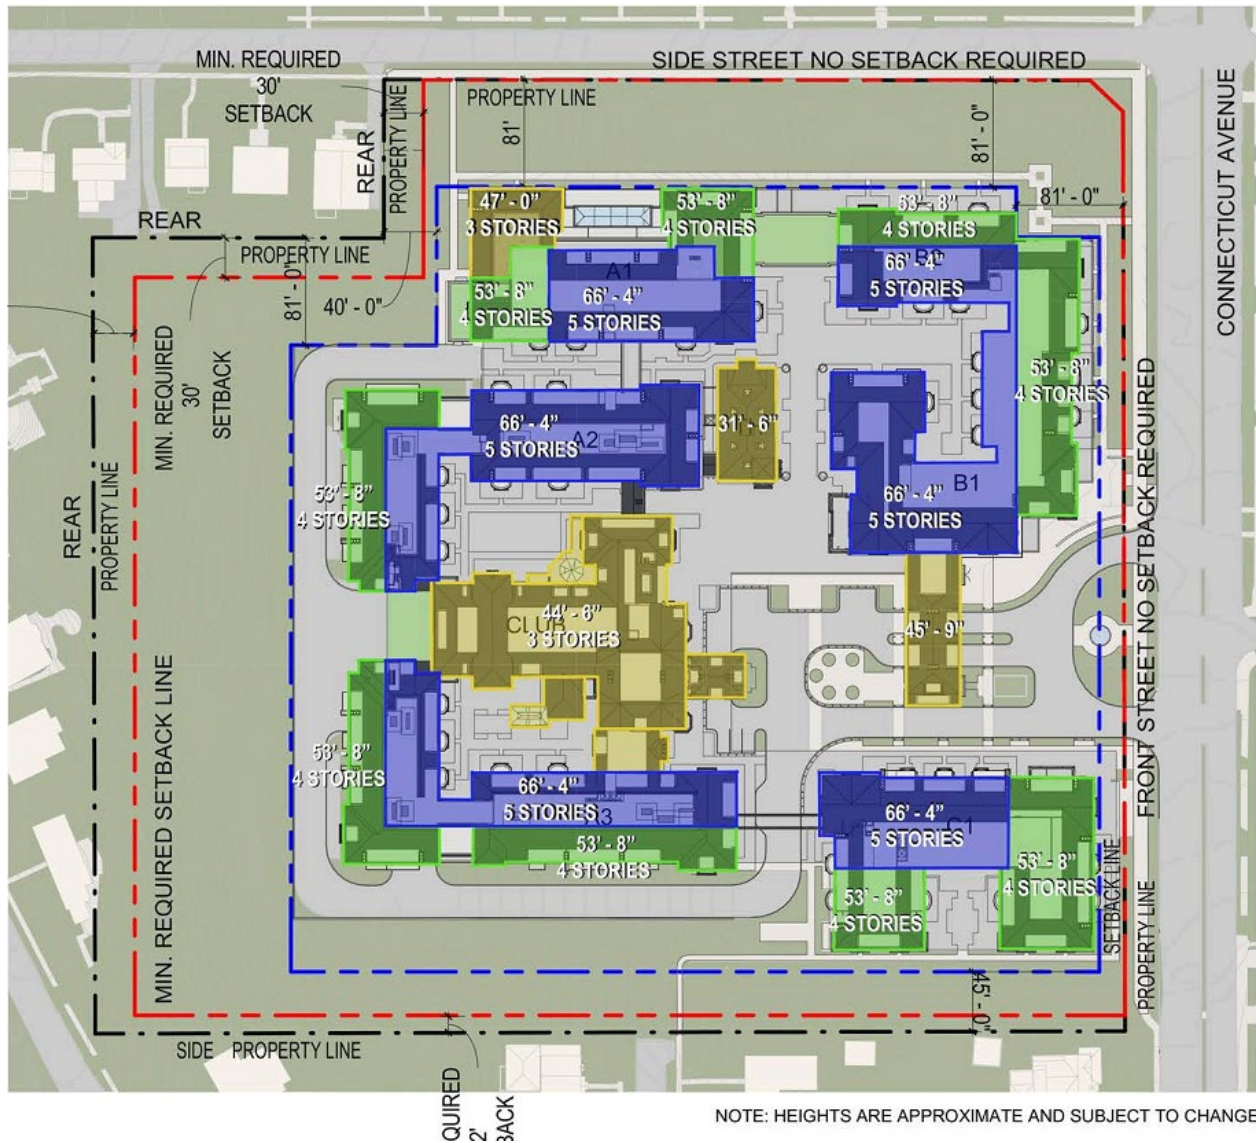 MIN. REQUIRED
30'
SETBACK
SIDE STREET NO SETBACK REQUIRED
PROPERTY LINE
CONNECTICUT AVENUE
REAR
PROPERTY LINE
81'
81' - 0"
81' - 0"
REAR
PROPERTY LINE
81' - 0"
40' - 0"
47' - 0"
3 STORIES
53' - 8"
4 STORIES
53' - 8"
4 STORIES
A1
66' - 4"
5 STORIES
53' - 8"
4 STORIES
B2
66' - 4"
5 STORIES
53' - 8"
4 STORIES
MIN. REQUIRED
30'
SETBACK
REAR
PROPERTY LINE
66' - 4"
A2
5 STORIES
31' - 6"
53' - 8"
4 STORIES
B1
66' - 4"
5 STORIES
44' - 6"
CLUB
3 STORIES
45' - 9"
FRONT STREET NO SETBACK REQUIRED
MIN. REQUIRED SETBACK LINE
53' - 8"
4 STORIES
66' - 4"
5 STORIES
A3
53' - 8"
4 STORIES
66' - 4"
C1
5 STORIES
53' - 8"
4 STORIES
53' - 8"
4 STORIES
SETBACK LINE
PROPERTY LINE
45' - 0"
SIDE PROPERTY LINE
QUIRED
2'
BACK
NOTE: HEIGHTS ARE APPROXIMATE AND SUBJECT TO CHANGE